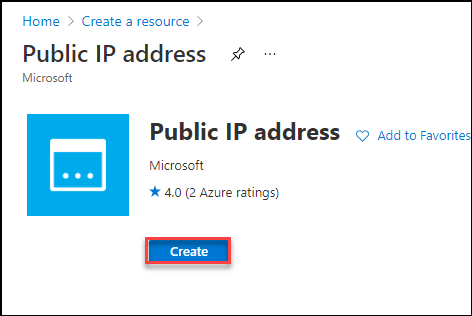 Home > Create a resource >
Public IP address ...
Microsoft
Public IP address Add to Favorites
Microsoft
4.0 (2 Azure ratings)
Create